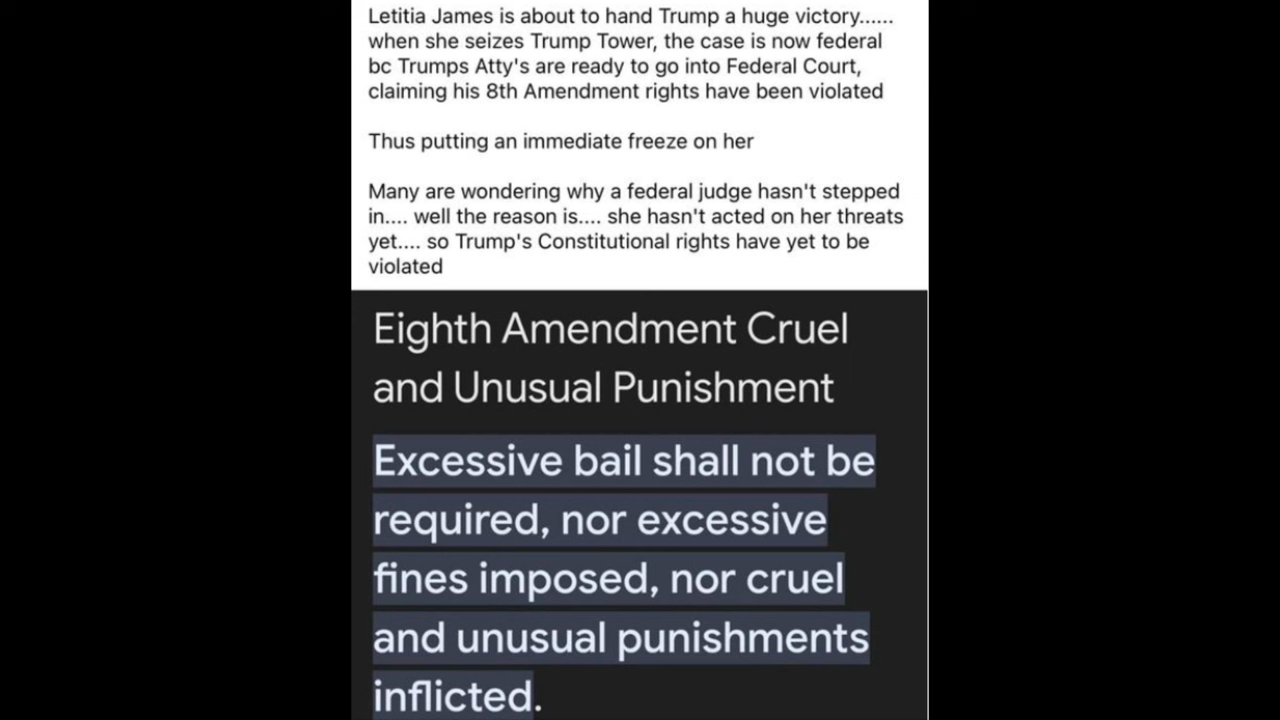 Letitia James is about to hand Trump a huge victory......
when she seizes Trump Tower, the case is now federal
bc Trumps Atty's are ready to go into Federal Court,
claiming his 8th Amendment rights have been violated
Thus putting an immediate freeze on her
Many are wondering why a federal judge hasn't stepped
in.... well the reason is.... she hasn't acted on her threats
yet.... so Trump's Constitutional rights have yet to be
violated
Eighth Amendment Cruel
and Unusual Punishment
Excessive bail shall not be
required, nor excessive
fines imposed, nor cruel
and unusual punishments
inflicted.